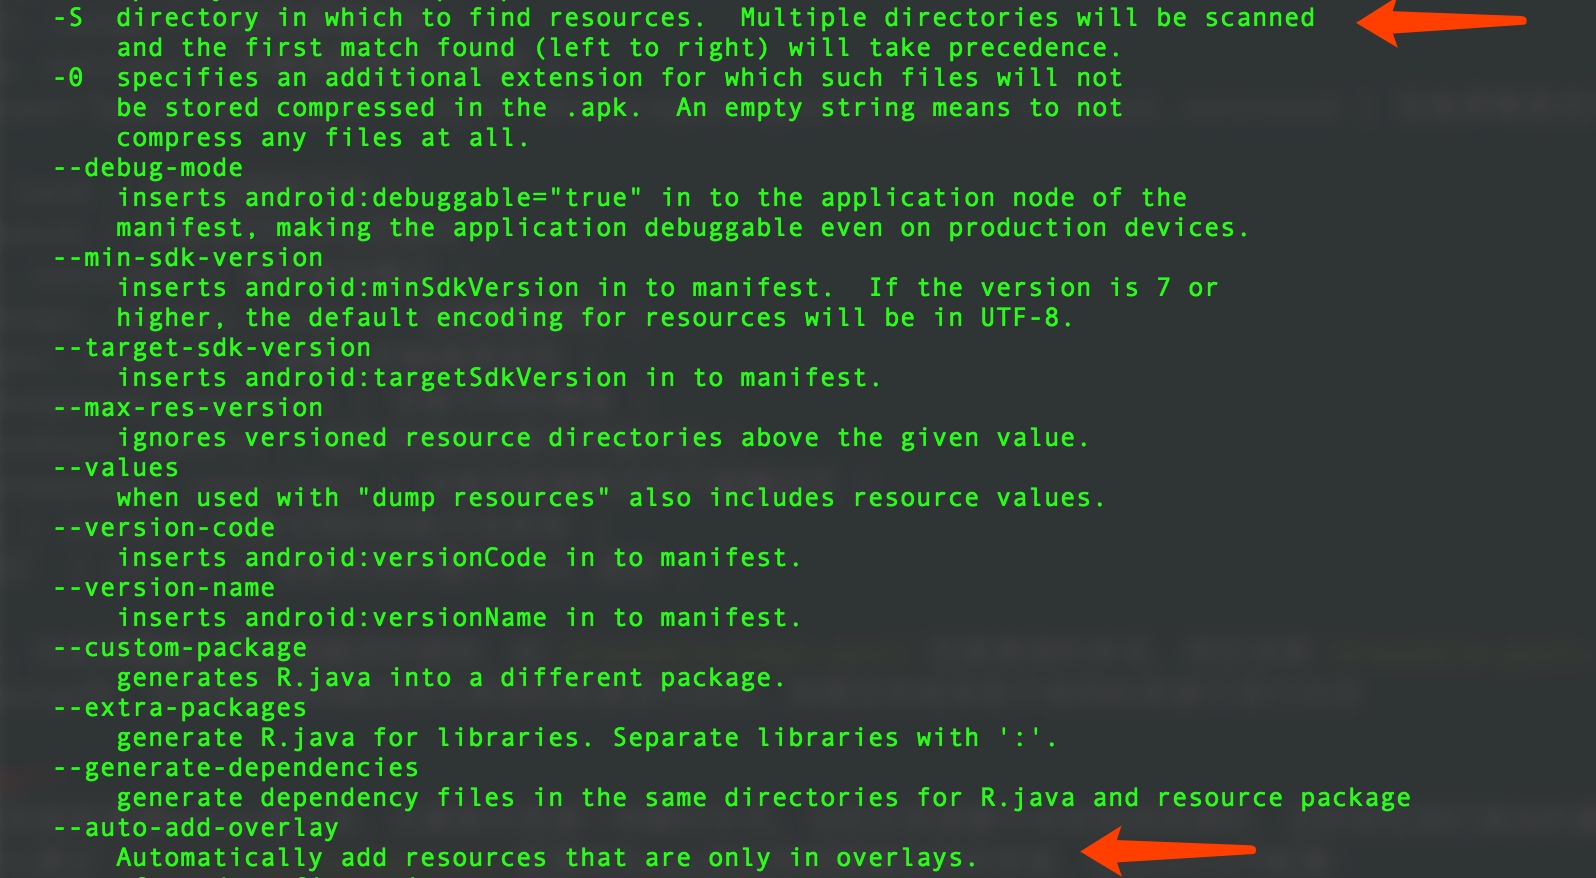 -S  directory in which to find resources.  Multiple directories will be scanned
    and the first match found (left to right) will take precedence.
-0  specifies an additional extension for which such files will not
    be stored compressed in the .apk.  An empty string means to not
    compress any files at all.
--debug-mode
    inserts android:debuggable="true" in to the application node of the
    manifest, making the application debuggable even on production devices.
--min-sdk-version
    inserts android:minSdkVersion in to manifest.  If the version is 7 or
    higher, the default encoding for resources will be in UTF-8.
--target-sdk-version
    inserts android:targetSdkVersion in to manifest.
--max-res-version
    ignores versioned resource directories above the given value.
--values
    when used with "dump resources" also includes resource values.
--version-code
    inserts android:versionCode in to manifest.
--version-name
    inserts android:versionName in to manifest.
--custom-package
    generates R.java into a different package.
--extra-packages
    generate R.java for libraries. Separate libraries with ':'.
--generate-dependencies
    generate dependency files in the same directories for R.java and resource package
--auto-add-overlay
    Automatically add resources that are only in overlays.